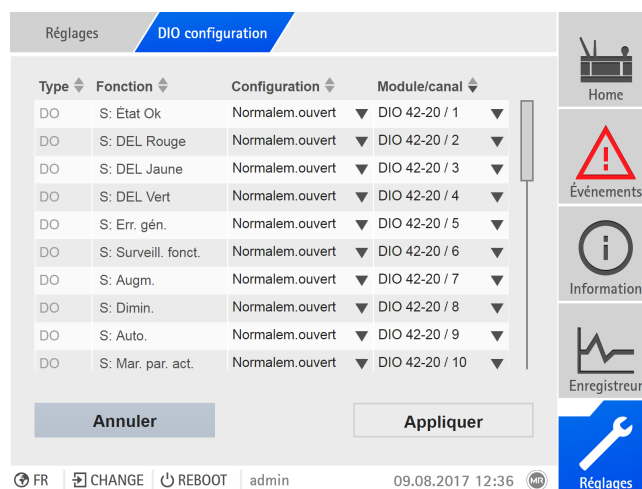 Réglages
DIO configuration
Type Fonction Configuration Module/canal
DO S: État Ok Normalem.ouvert DIO 42-20 / 1
DO S: DEL Rouge Normalem.ouvert DIO 42-20 / 2
DO S: DEL Jaune Normalem.ouvert DIO 42-20 / 3
DO S: DEL Vert Normalem.ouvert DIO 42-20 / 4
DO S: Err. gén. Normalem.ouvert DIO 42-20 / 5
DO S: Surveill. fonct. Normalem.ouvert DIO 42-20 / 6
DO S: Augm. Normalem.ouvert DIO 42-20 / 7
DO S: Dimin. Normalem.ouvert DIO 42-20 / 8
DO S: Auto. Normalem.ouvert DIO 42-20 / 9
DO S: Mar. par. act. Normalem.ouvert DIO 42-20 / 10
Annuler
Appliquer
FR CHANGE REBOOT admin 09.08.2017 12:36 MR
Home
Événements
Information
Enregistreur
Réglages